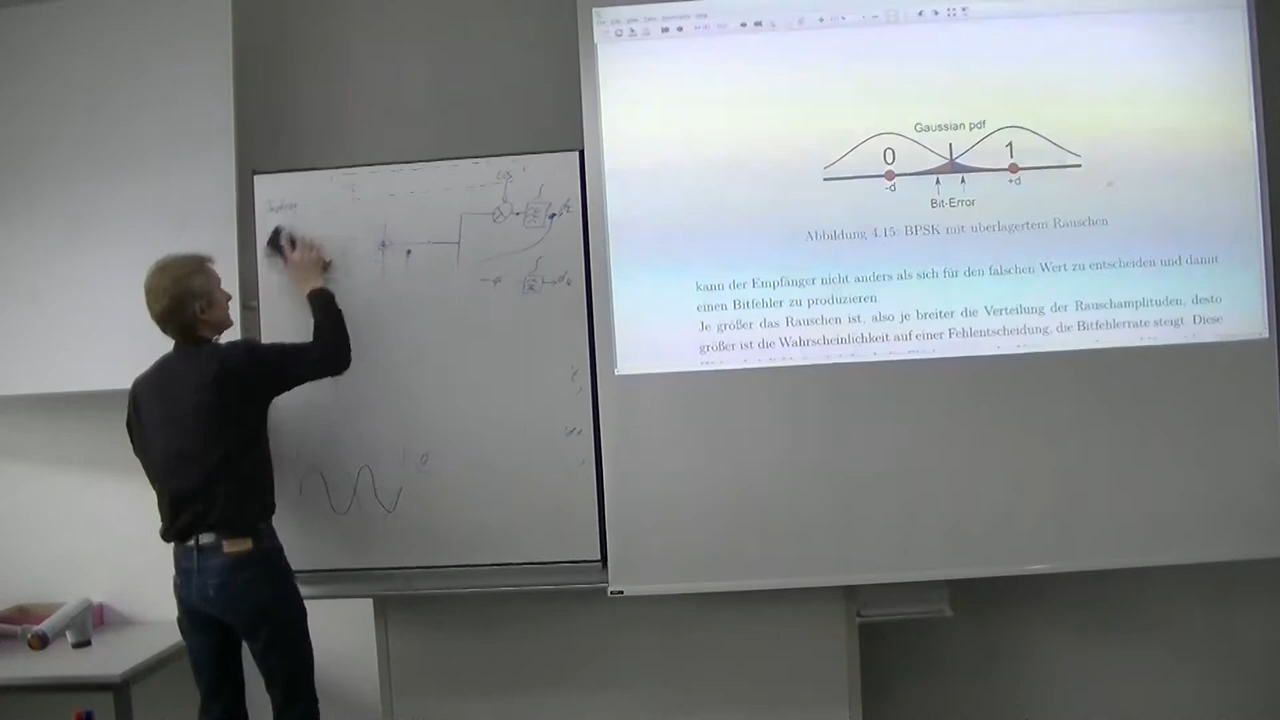 cos
Gaussian pdf
0
1
-d
+d
Bit-Error
Abbildung 4.15: BPSK mit überlagertem Rauschen
kann der Empfänger nicht anders als sich für den falschen Wert zu entscheiden und damit
einen Bitfehler zu produzieren
Je größer das Rauschen ist, also je breiter die Verteilung der Rauschamplituden, desto
größer ist die Wahrscheinlichkeit auf einer Fehlentscheidung, die Bitfehlerrate steigt. Diese